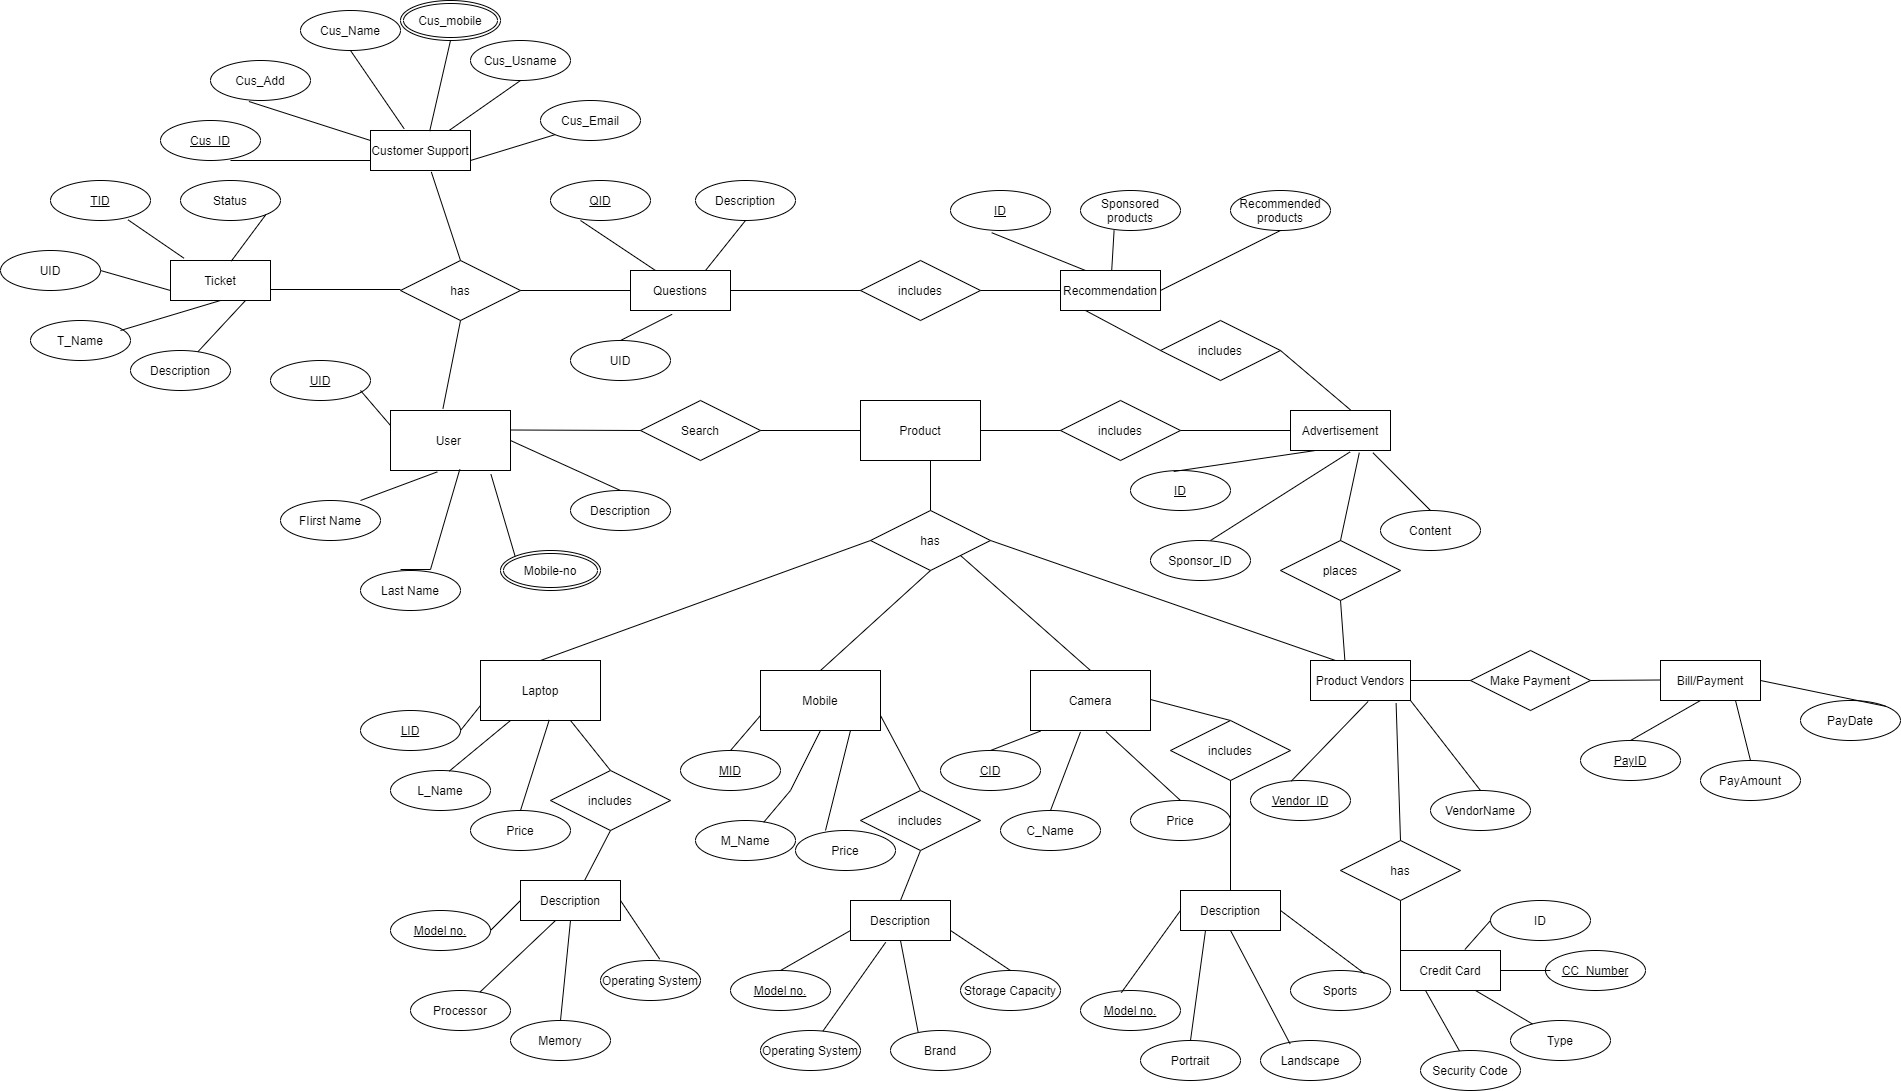 Cus_mobile
Cus_Name
Cus_Usname
Cus_Add
Cus_Email
Cus_ID
Customer Support
TID
Status
QID
Description
ID
Sponsored
products
Recommended
products
UID
Ticket
has
Questions
includes
Recommendation
T_Name
Description
UID
includes
UID
User
Search
Product
includes
Advertisement
ID
FIirst Name
Description
Content
Last Name
Mobile-no
has
Sponsor_ID
places
Laptop
Mobile
Camera
Product Vendors
Make Payment
Bill/Payment
LID
MID
CID
includes
PayDate
PayID
L_Name
includes
Vendor_ID
PayAmount
Price
M_Name
Price
includes
C_Name
Price
VendorName
has
Description
Description
Description
ID
Model no.
Operating System
Credit Card
CC_Number
Processor
Memory
Model no.
Storage Capacity
Model no.
Sports
Operating System
Brand
Portrait
Landscape
Type
Security Code